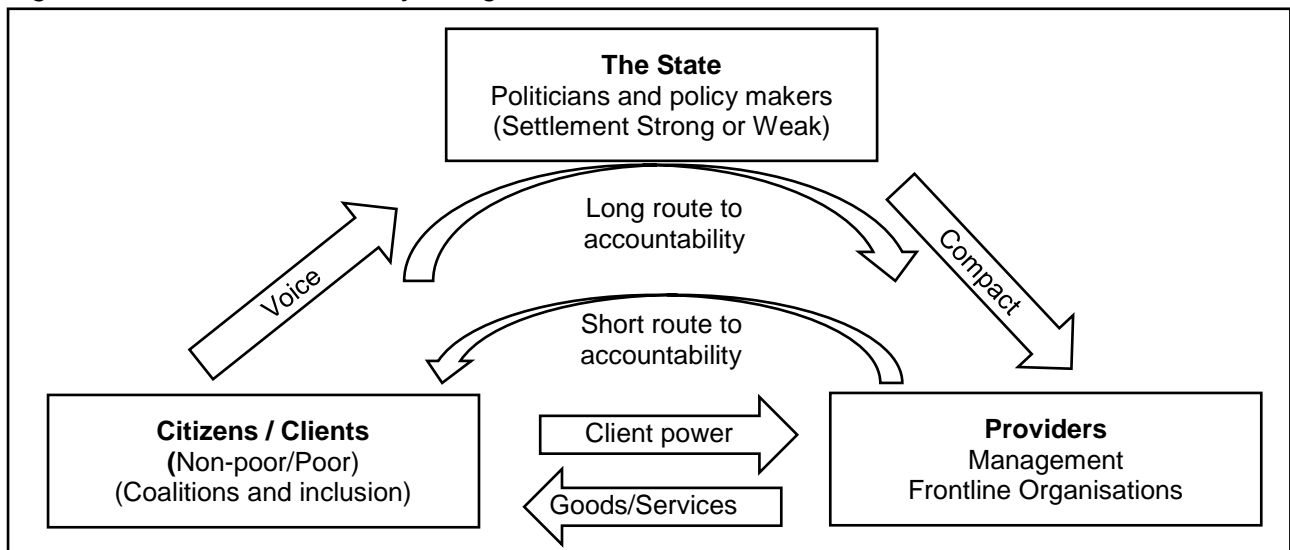 The State
Politicians and policy makers
(Settlement Strong or Weak)
Long route to
accountability
Voice
Compact
Short route to
accountability
Citizens / Clients
(Non-poor/Poor)
(Coalitions and inclusion)
Client power
Goods/Services
Providers
Management
Frontline Organisations